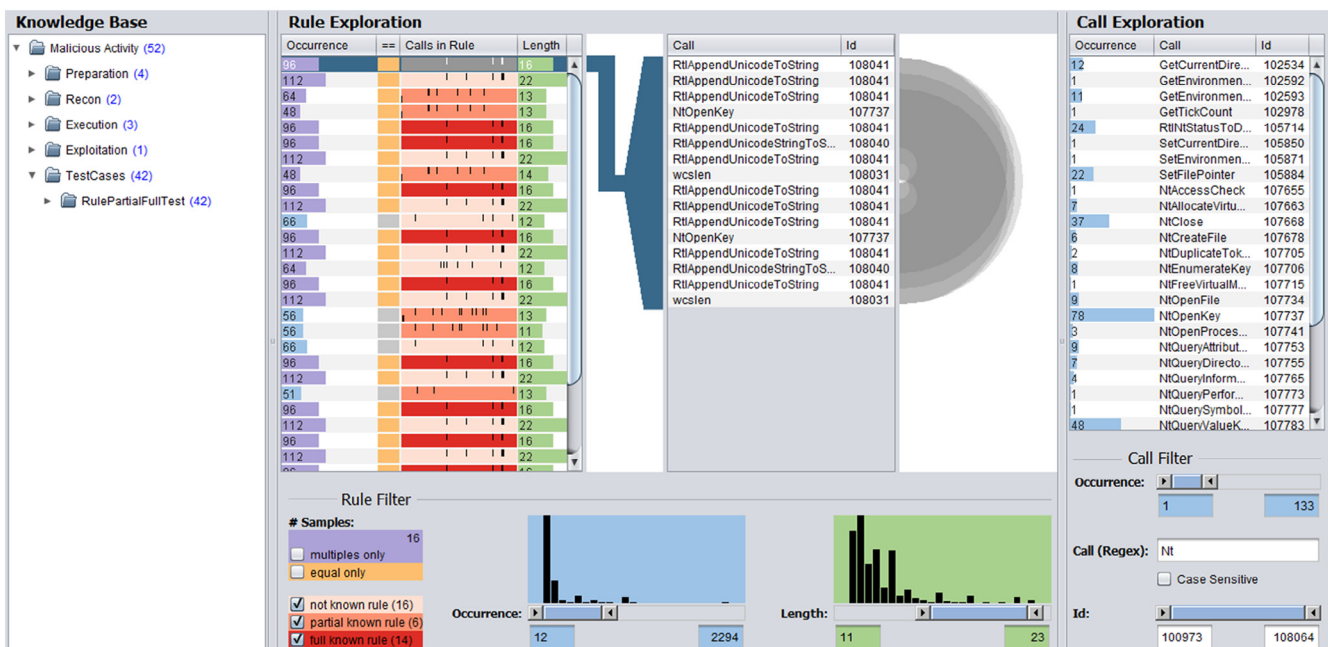 Knowledge Base
Malicious Activity (52)
Preparation (4)
Recon (2)
Execution (3)
Exploitation (1)
TestCases (42)
RulePartialFullTest (42)
Rule Exploration
Occurrence == Calls in Rule Length
96 16
112 22
64 13
48 13
96 16
96 16
112 22
48 14
96 16
112 22
66 12
96 16
112 22
64 12
96 16
112 22
56 13
56 11
66 12
96 16
112 22
51 13
96 16
112 22
96 16
112 22
Call Id
RtlAppendUnicodeToString 108041
RtlAppendUnicodeToString 108041
RtlAppendUnicodeToString 108041
NtOpenKey 107737
RtlAppendUnicodeToString 108041
RtlAppendUnicodeStringToS... 108040
RtlAppendUnicodeToString 108041
wcslen 108031
RtlAppendUnicodeToString 108041
RtlAppendUnicodeToString 108041
RtlAppendUnicodeToString 108041
NtOpenKey 107737
RtlAppendUnicodeToString 108041
RtlAppendUnicodeStringToS... 108040
RtlAppendUnicodeToString 108041
wcslen 108031
Rule Filter
# Samples:
16
multiples only
equal only
not known rule (16)
partial known rule (6)
full known rule (14)
Occurrence:
12 2294
Length:
11 23
Call Exploration
Occurrence Call Id
12 GetCurrentDire... 102534
1 GetEnvironmen... 102592
11 GetEnvironmen... 102593
1 GetTickCount 102978
24 RtlNtStatusToD... 105714
1 SetCurrentDire... 105850
1 SetEnvironmen... 105871
22 SetFilePointer 105884
1 NtAccessCheck 107655
7 NtAllocateVirtu... 107663
37 NtClose 107668
6 NtCreateFile 107678
2 NtDuplicateTok... 107705
8 NtEnumerateKey 107706
1 NtFreeVirtualM... 107715
9 NtOpenFile 107734
78 NtOpenKey 107737
3 NtOpenProces... 107741
9 NtQueryAttribut... 107753
7 NtQueryDirecto... 107755
4 NtQueryInform... 107765
1 NtQueryPerfor... 107773
1 NtQuerySymbol... 107777
48 NtQueryValueK... 107783
Call Filter
Occurrence:
1 133
Call (Regex): Nt
Case Sensitive
Id:
100973 108064